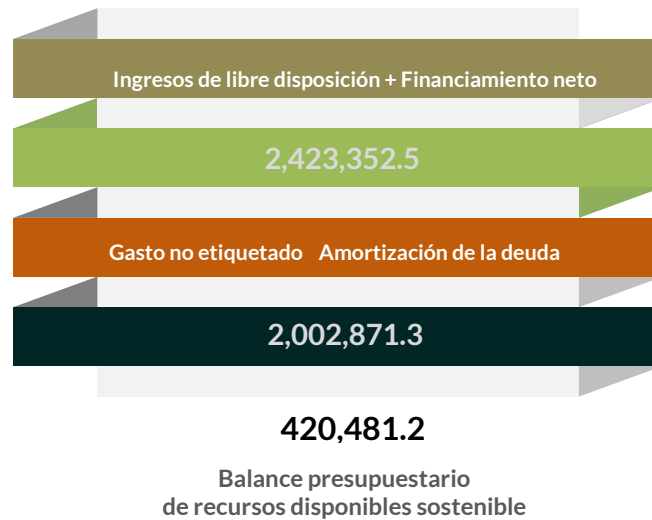 Ingresos de libre disposición + Financiamiento neto
2,423,352.5
Gasto no etiquetado Amortización de la deuda
2,002,871.3
420,481.2
Balance presupuestario
de recursos disponibles sostenible